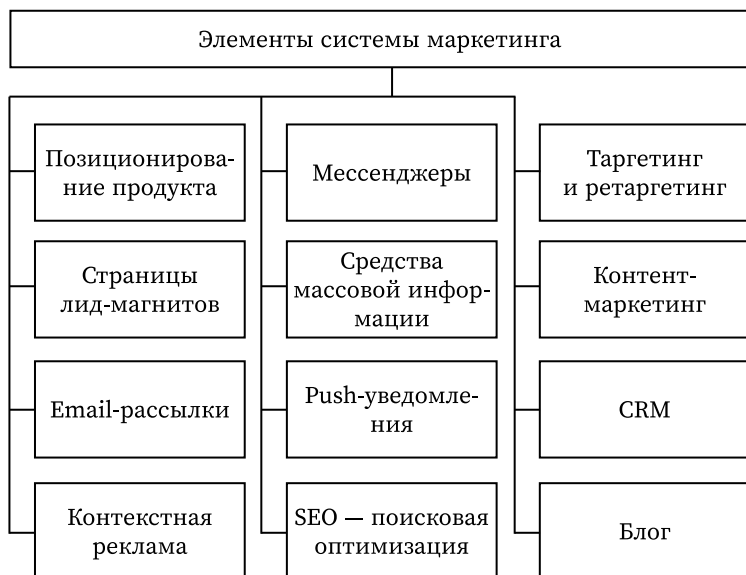 Элементы системы маркетинга
Позиционирова-
ние продукта
Мессенджеры
Таргетинг
и ретаргетинг
Страницы
лид-магнитов
Средства
массовой инфор-
мации
Контент-
маркетинг
Email-рассылки
Push-уведомле-
ния
CRM
Контекстная
реклама
SEO — поисковая
оптимизация
Блог